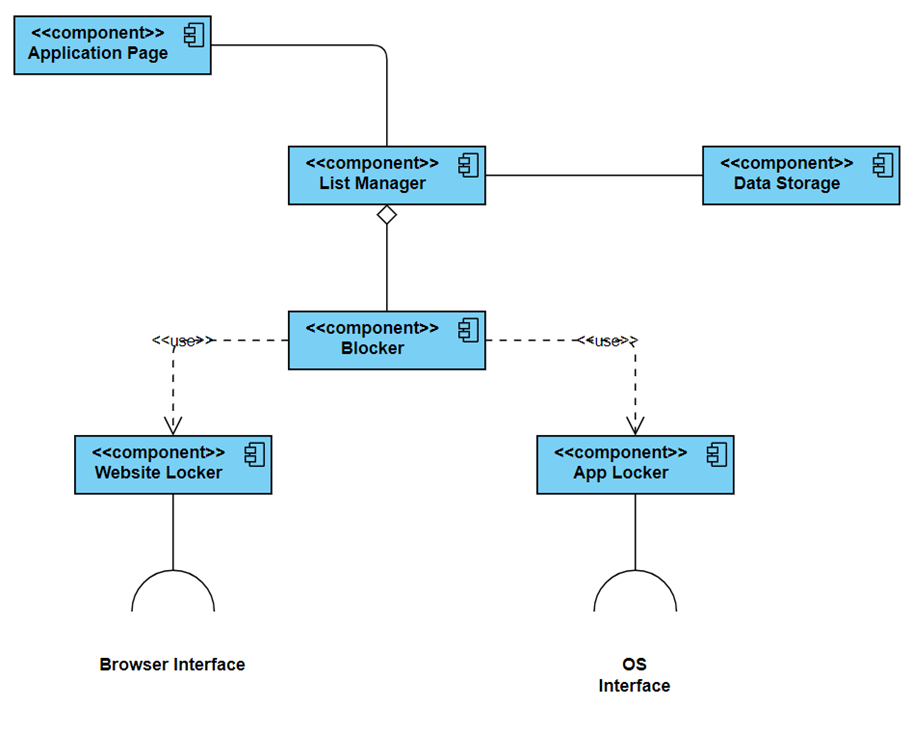 <<component>>
Application Page
<<component>>
List Manager
<<component>>
Data Storage
<<component>>
Blocker
<<use>>
<<use>>
<<component>>
Website Locker
<<component>>
App Locker
Browser Interface
OS
Interface